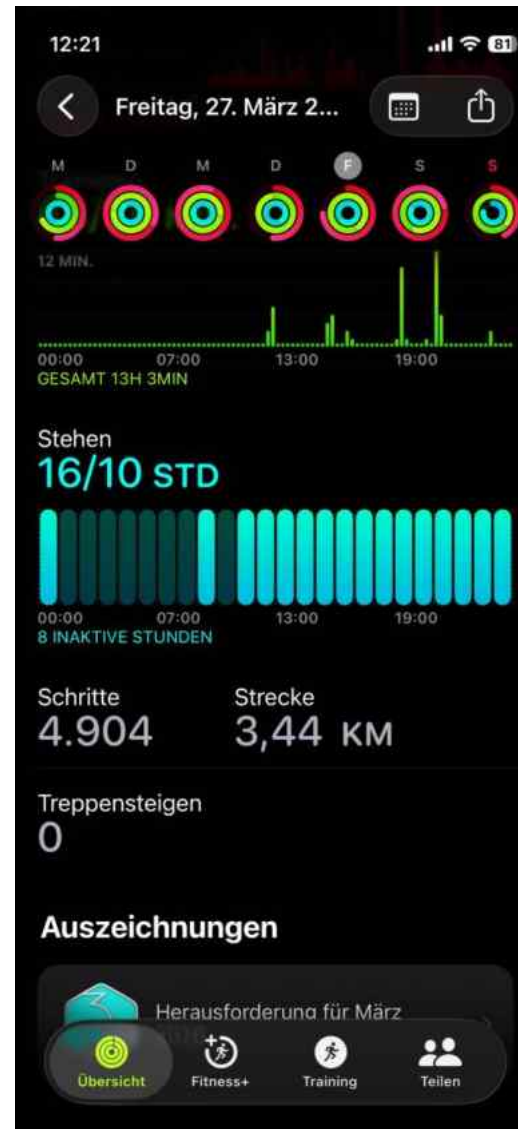 12:21
81
Freitag, 27. März 2...
M D M D F S S
12 MIN.
00:00 07:00 13:00 19:00
GESAMT 13H 3MIN
Stehen
16/10 STD
00:00 07:00 13:00 19:00
8 INAKTIVE STUNDEN
Schritte Strecke
4.904 3,44 KM
Treppensteigen
0
Auszeichnungen
3
Herausforderung für März
Übersicht Fitness+ Training Teilen